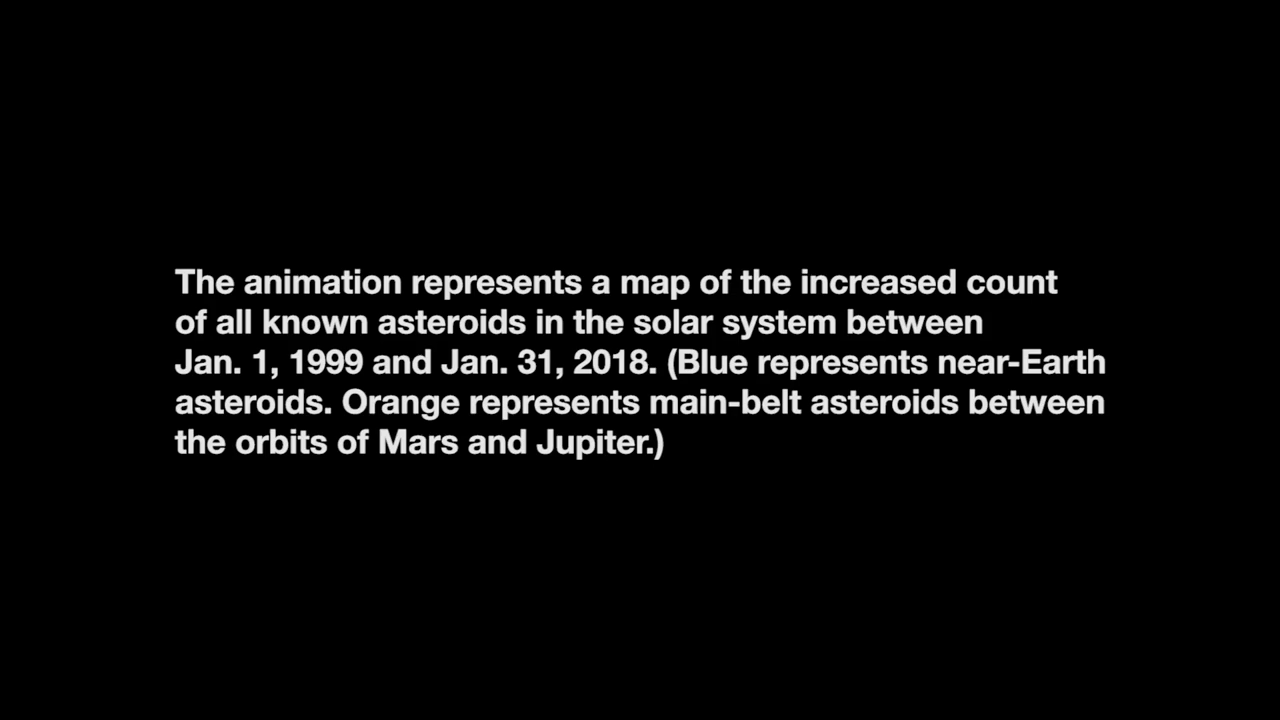 The animation represents a map of the increased count
of all known asteroids in the solar system between
Jan. 1, 1999 and Jan. 31, 2018. (Blue represents near-Earth
asteroids. Orange represents main-belt asteroids between
the orbits of Mars and Jupiter.)